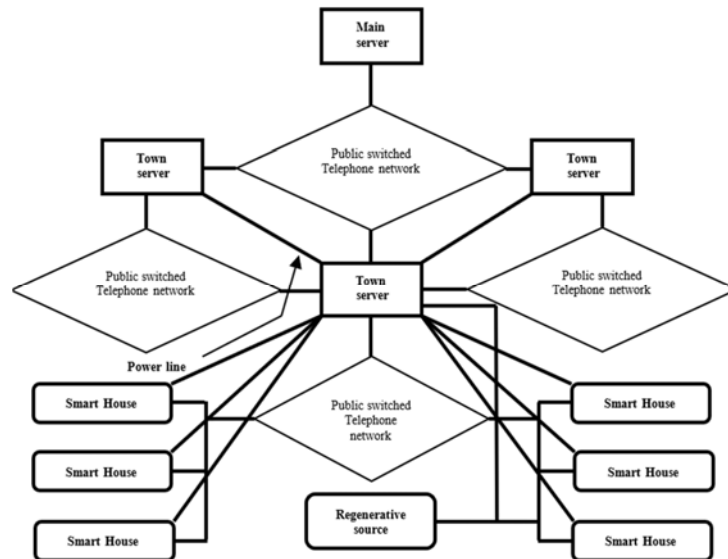 Main
server
Public switched
Telephone network
Town
server
Town
server
Public switched
Telephone network
Town
server
Public switched
Telephone network
Power line
Smart House
Public switched
Telephone
network
Smart House
Smart House
Smart House
Regenerative
source
Smart House
Smart House